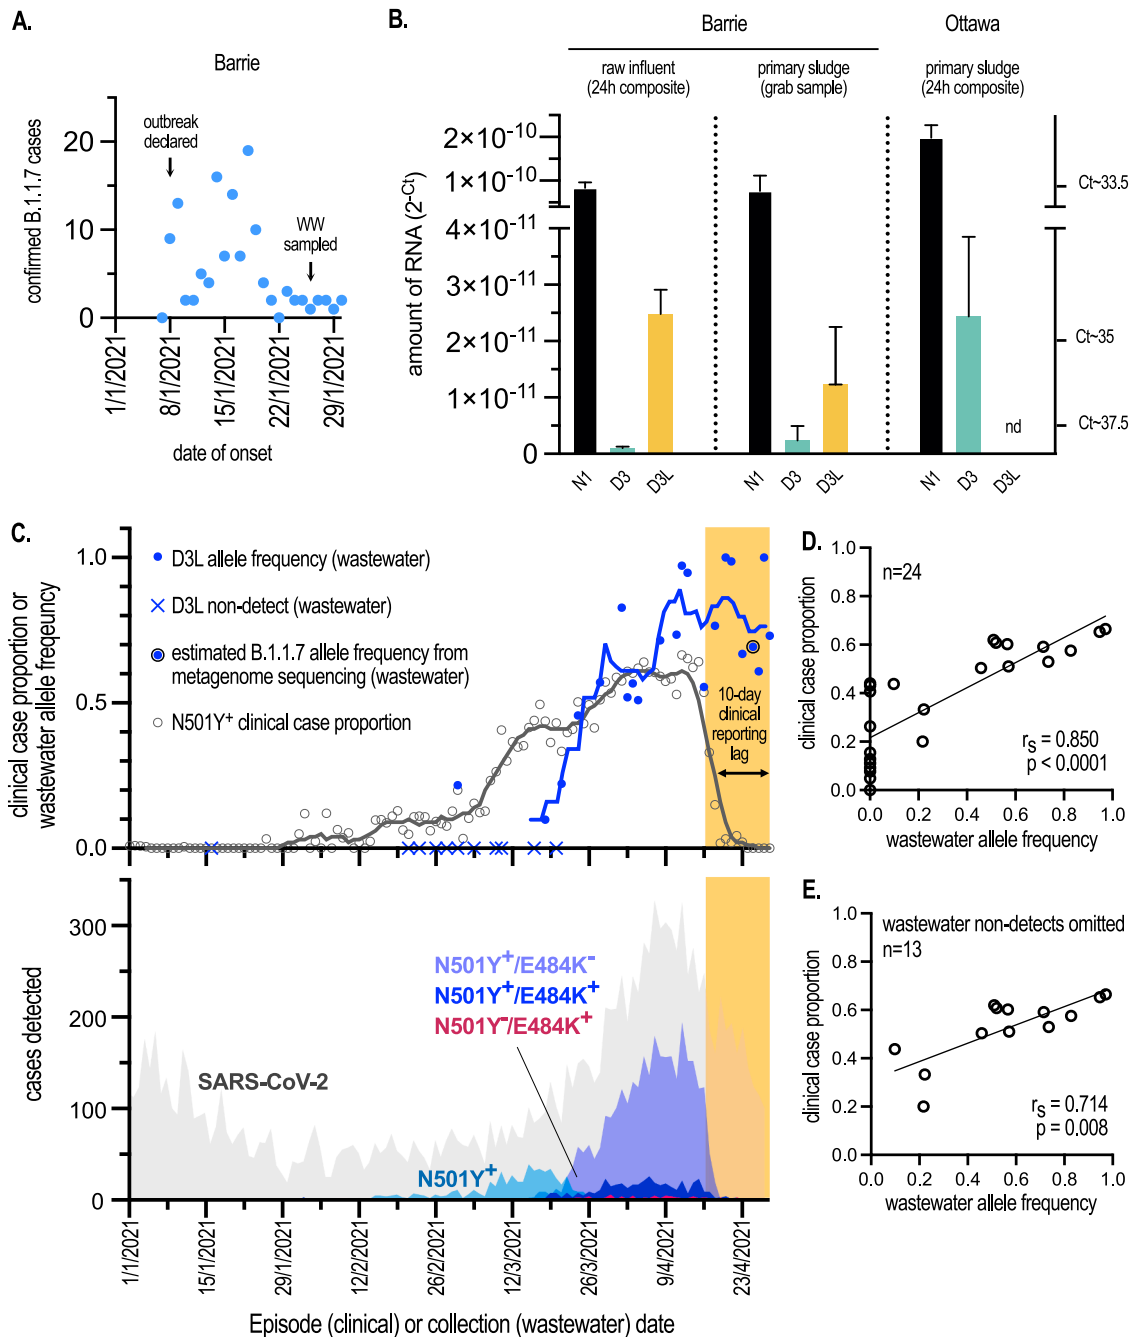 A.
Barrie
confirmed B.1.1.7 cases
20
10
0
outbreak
declared
WW
sampled
1/1/2021
8/1/2021
15/1/2021
22/1/2021
29/1/2021
date of onset
B.
Barrie
Ottawa
raw influent
(24h composite)
primary sludge
(grab sample)
primary sludge
(24h composite)
amount of RNA (2^-Ct)
2×10^-10
1×10^-10
4×10^-11
3×10^-11
2×10^-11
1×10^-11
0
Ct~33.5
Ct~35
Ct~37.5
nd
N1
D3
D3L
N1
D3
D3L
N1
D3
D3L
C.
clinical case proportion or
wastewater allele freqeuncy
1.0
0.5
0.0
D3L allele frequency (wastewater)
D3L non-detect (wastewater)
estimated B.1.1.7 allele frequency from
metagenome sequencing (wastewater)
N501Y+ clinical case proportion
10-day
clinical
reporting
lag
cases detected
300
200
100
0
N501Y+/E484K-
N501Y+/E484K+
N501Y-/E484K+
SARS-CoV-2
N501Y+
1/1/2021
15/1/2021
29/1/2021
12/2/2021
26/2/2021
12/3/2021
26/3/2021
9/4/2021
23/4/2021
Episode (clinical) or collection (wastewater) date
D.
clinical case proportion
1.0
0.8
0.6
0.4
0.2
0.0
n=24
rs = 0.850
p < 0.0001
0.0
0.2
0.4
0.6
0.8
1.0
wastewater allele frequency
E.
clinical case proportion
1.0
0.8
0.6
0.4
0.2
0.0
wastewater non-detects omitted
n=13
rs = 0.714
p = 0.008
0.0
0.2
0.4
0.6
0.8
1.0
wastewater allele frequency